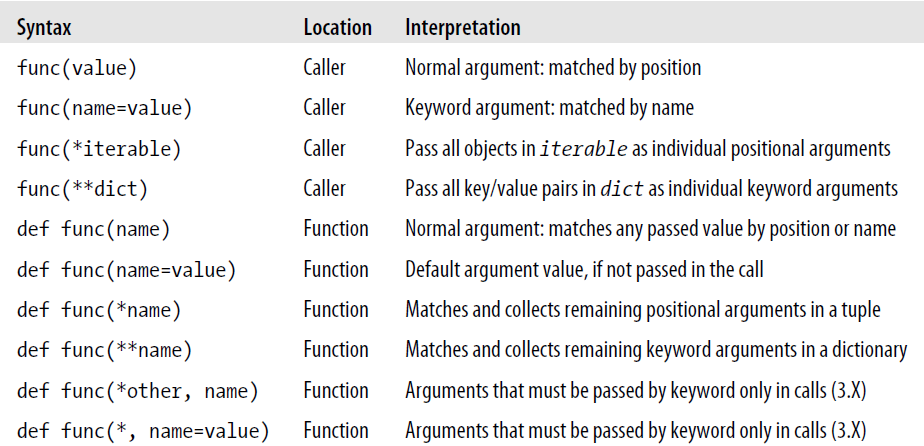 Syntax Location Interpretation
func(value) Caller Normal argument: matched by position
func(name=value) Caller Keyword argument: matched by name
func(*iterable) Caller Pass all objects in iterable as individual positional arguments
func(**dict) Caller Pass all key/value pairs in dict as individual keyword arguments
def func(name) Function Normal argument: matches any passed value by position or name
def func(name=value) Function Default argument value, if not passed in the call
def func(*name) Function Matches and collects remaining positional arguments in a tuple
def func(**name) Function Matches and collects remaining keyword arguments in a dictionary
def func(*other, name) Function Arguments that must be passed by keyword only in calls (3.X)
def func(*, name=value) Function Arguments that must be passed by keyword only in calls (3.X)